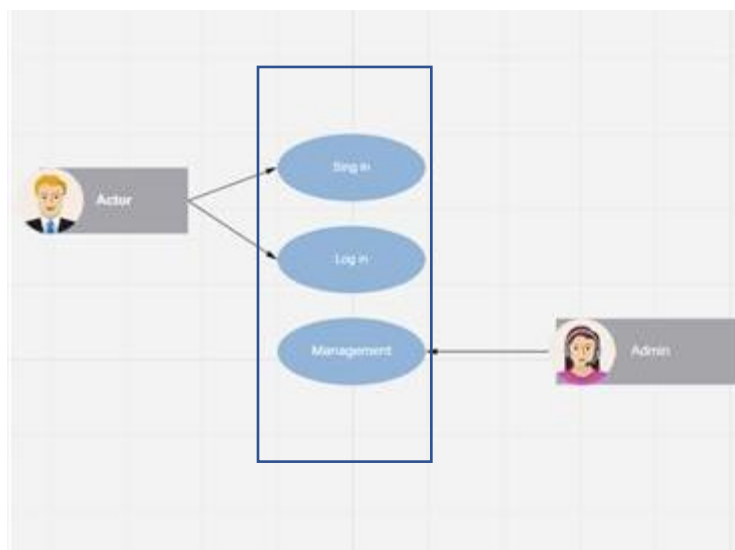 Sing in
Actor
Log in
Management
Admin